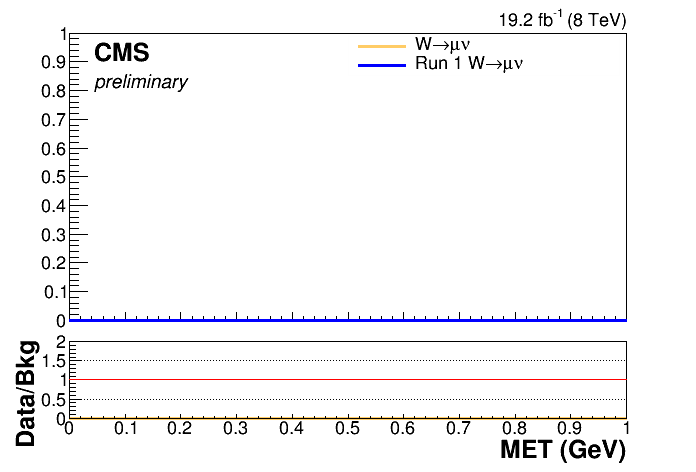 19.2 fb-1 (8 TeV)
CMS
preliminary
W→μν
Run 1 W→μν
1
0.9
0.8
0.7
0.6
0.5
0.4
0.3
0.2
0.1
0
2
1.5
1
0.5
0
Data/Bkg
0 0.1 0.2 0.3 0.4 0.5 0.6 0.7 0.8 0.9 1
MET (GeV)